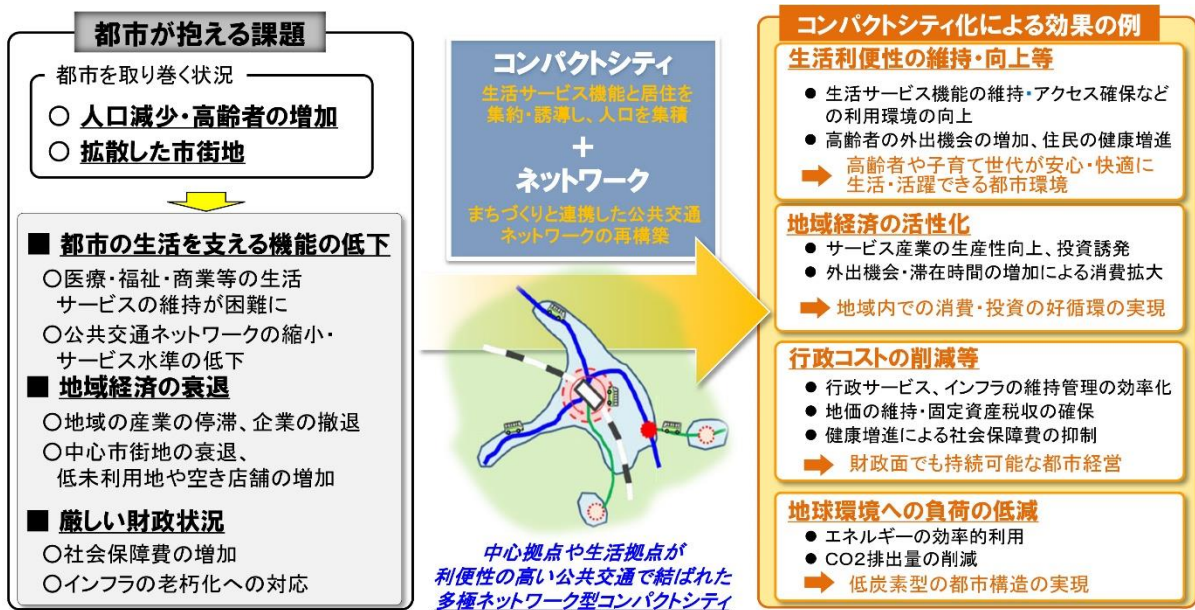 都市が抱える課題
都市を取り巻く状況
○ 人口減少・高齢者の増加
○ 拡散した市街地
■ 都市の生活を支える機能の低下
○医療・福祉・商業等の生活
サービスの維持が困難に
○公共交通ネットワークの縮小・
サービス水準の低下
■ 地域経済の衰退
○地域の産業の停滞、企業の撤退
○中心市街地の衰退、
低未利用地や空き店舗の増加
■ 厳しい財政状況
○社会保障費の増加
○インフラの老朽化への対応
コンパクトシティ
生活サービス機能と居住を
集約・誘導し、人口を集積
＋
ネットワーク
まちづくりと連携した公共交通
ネットワークの再構築
中心拠点や生活拠点が
利便性の高い公共交通で結ばれた
多極ネットワーク型コンパクトシティ
コンパクトシティ化による効果の例
生活利便性の維持・向上等
● 生活サービス機能の維持・アクセス確保など
の利用環境の向上
● 高齢者の外出機会の増加、住民の健康増進
高齢者や子育て世代が安心・快適に
生活・活躍できる都市環境
地域経済の活性化
● サービス産業の生産性向上、投資誘発
● 外出機会・滞在時間の増加による消費拡大
地域内での消費・投資の好循環の実現
行政コストの削減等
● 行政サービス、インフラの維持管理の効率化
● 地価の維持・固定資産税収の確保
● 健康増進による社会保障費の抑制
財政面でも持続可能な都市経営
地球環境への負荷の低減
● エネルギーの効率的利用
● CO2排出量の削減
低炭素型の都市構造の実現